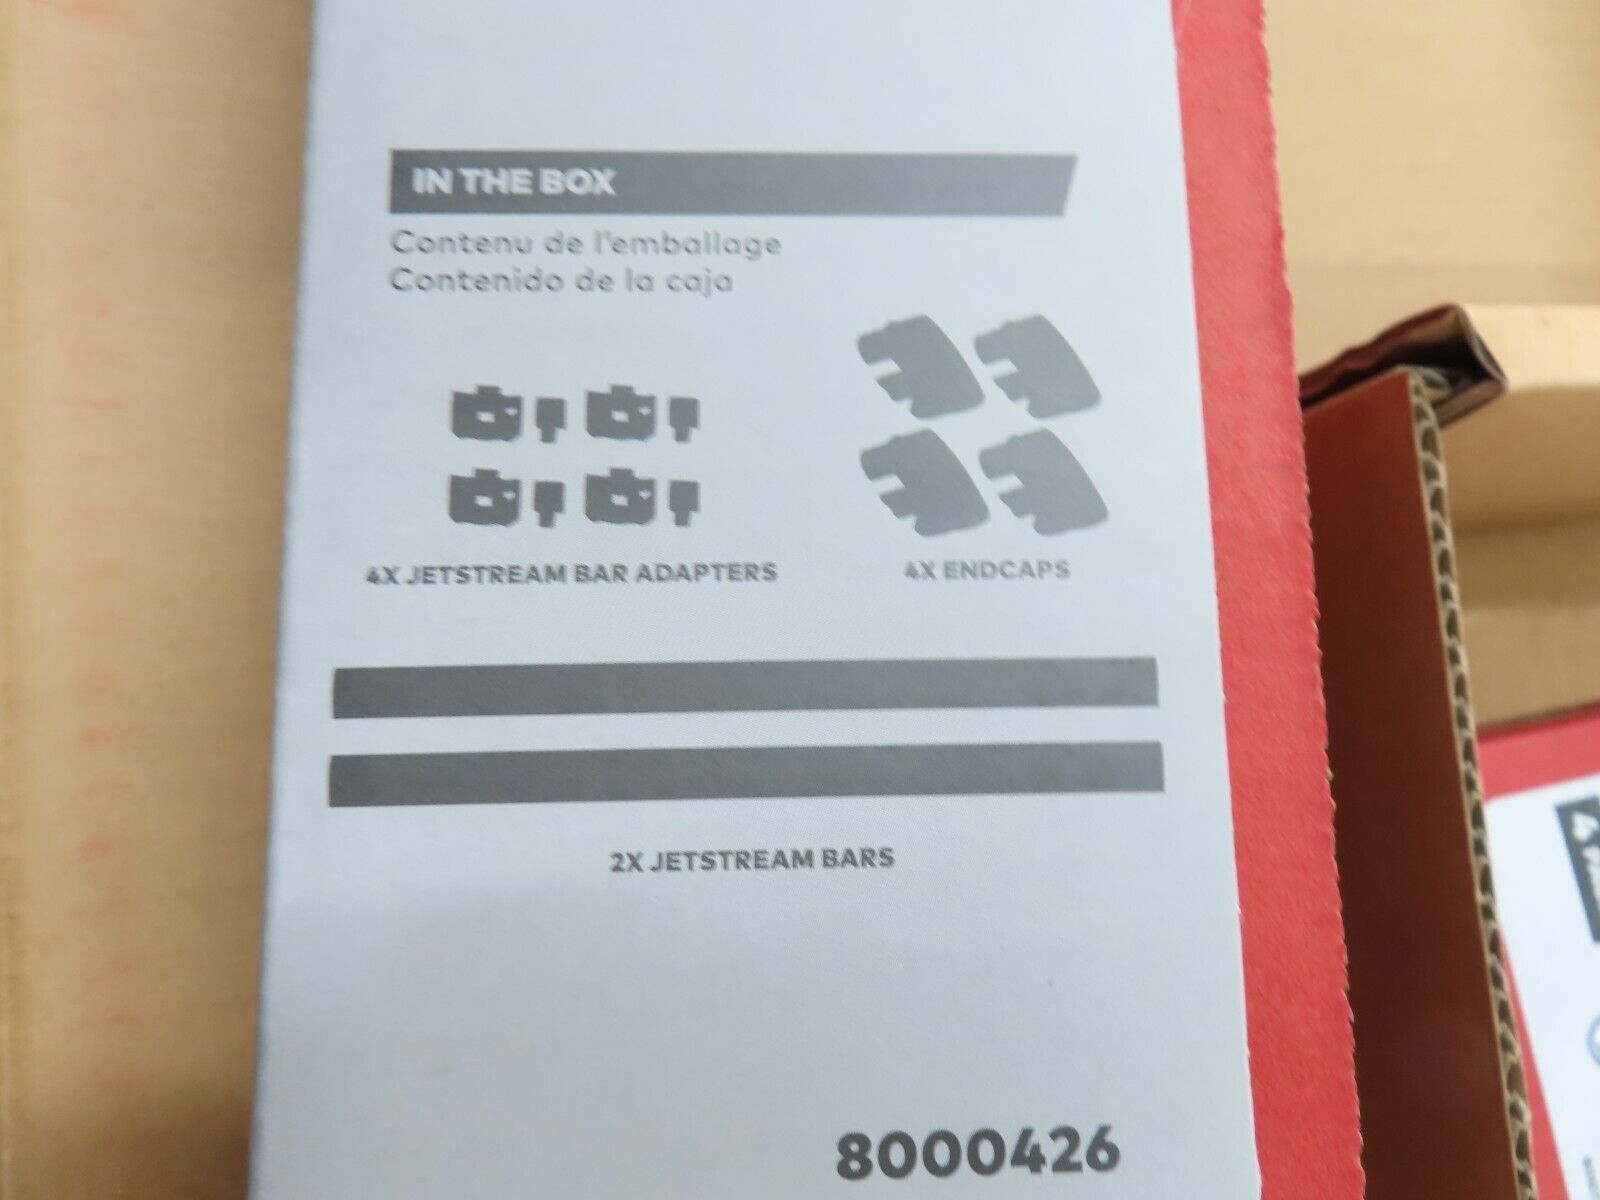 IN THE BOX
Contenu de l'emballage
Contenido de la caja
4X JETSTREAM BAR ADAPTERS
4X ENDCAPS
2X JETSTREAM BARS
8000426
4